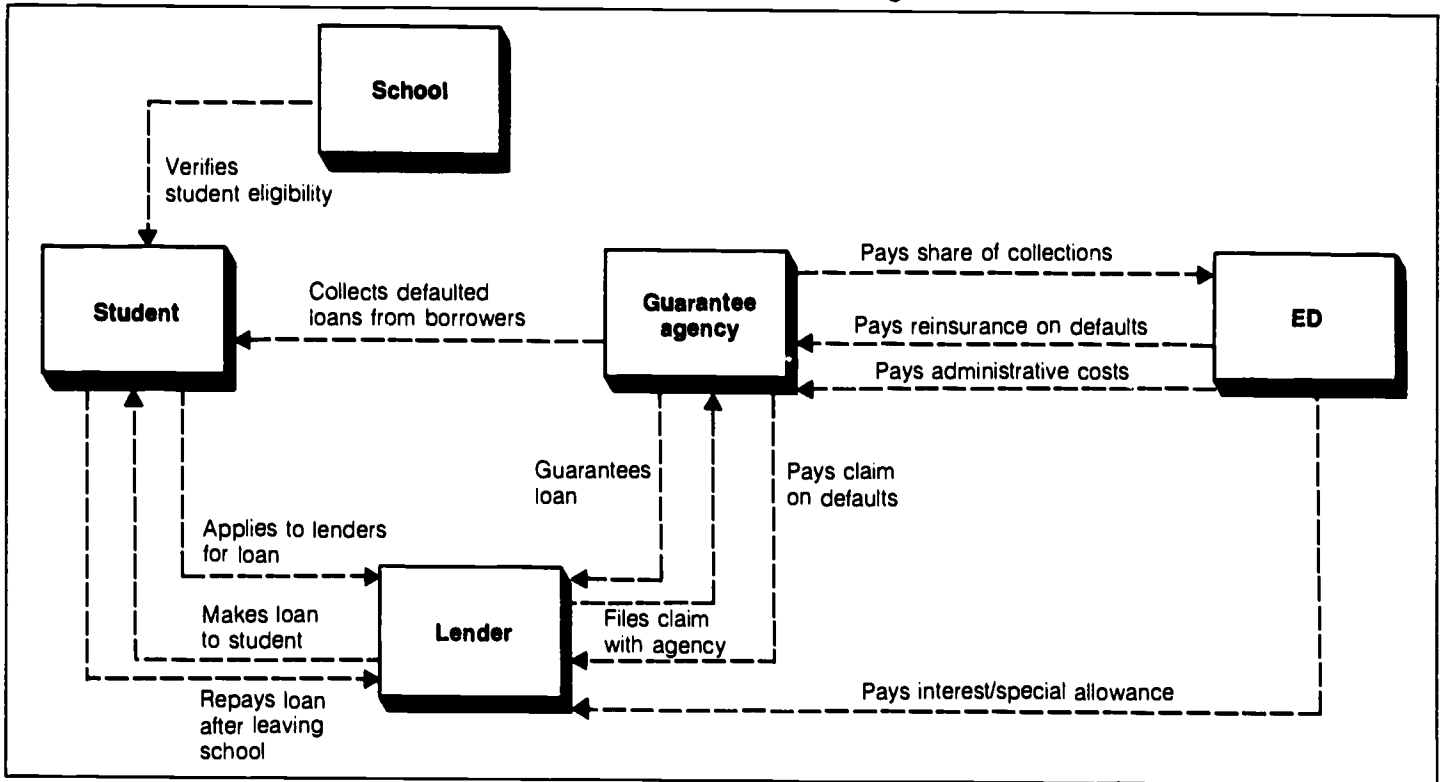 School
Verifies
student eligibility
Student
Collects defaulted
loans from borrowers
Guarantee
agency
Pays share of collections
Pays reinsurance on defaults
Pays administrative costs
ED
Guarantees
loan
Pays claim
on defaults
Applies to lenders
for loan
Makes loan
to student
Lender
Files claim
with agency
Repays loan
after leaving
school
Pays interest/special allowance